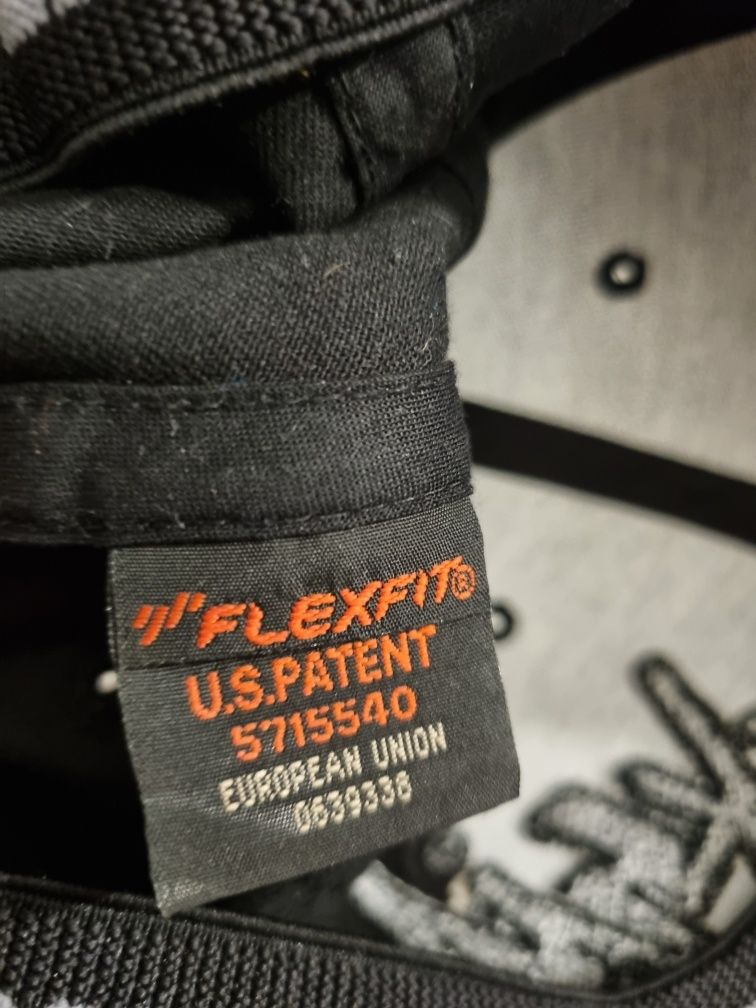 FLEXFIT®
U.S.PATENT
5715540
EUROPEAN UNION
0639338